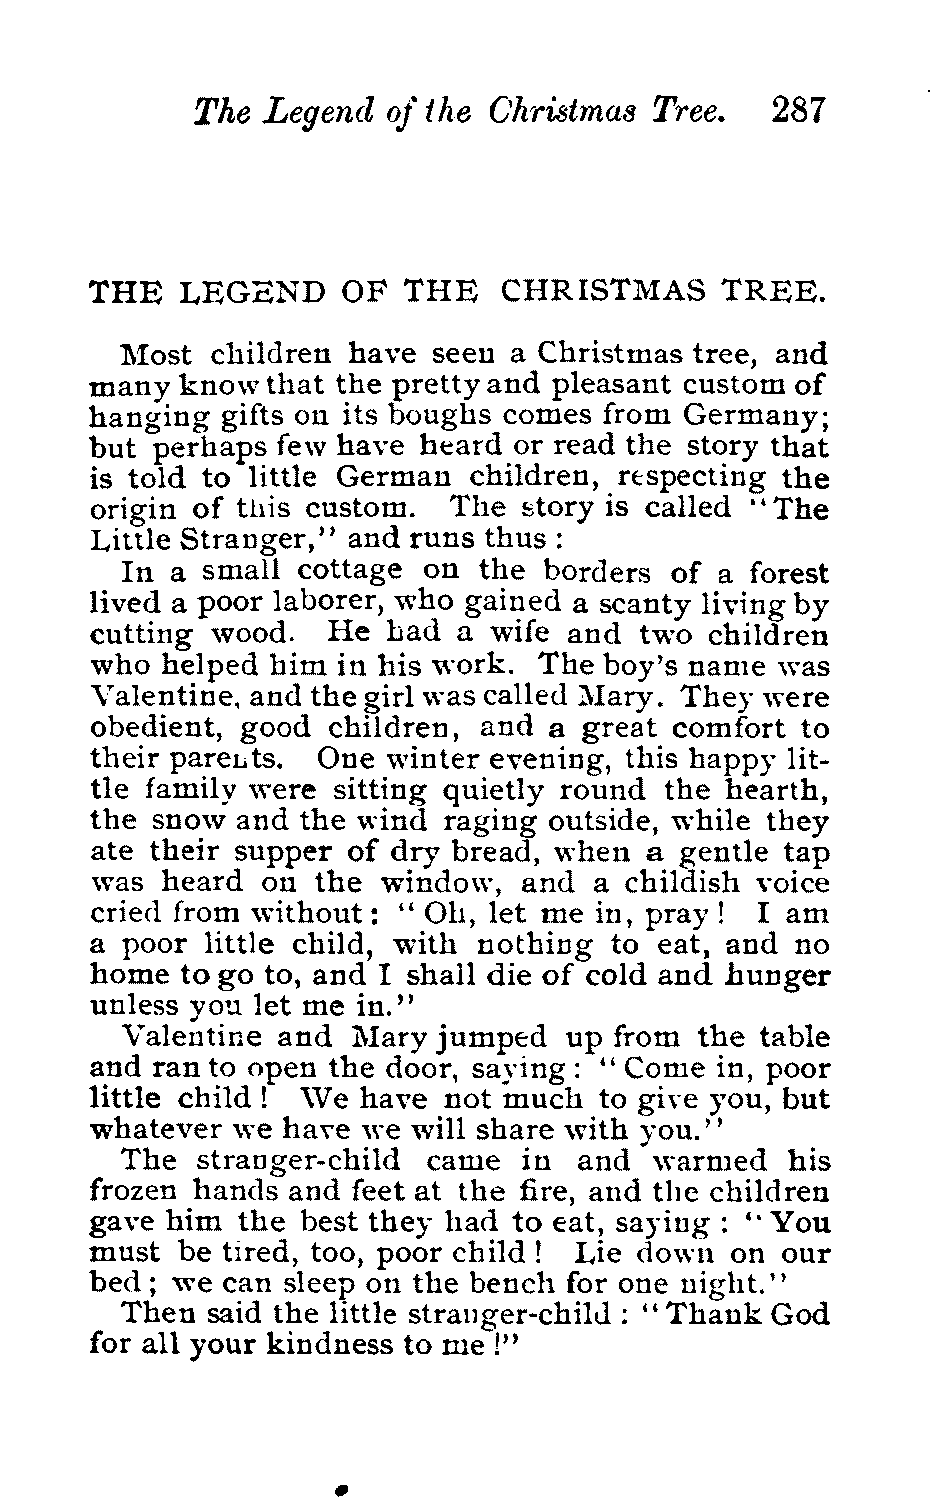 The Legend of the Christmas Tree. 287
THE LEGEND OF THE CHRISTMAS TREE.
Most children have seen a Christmas tree, and
many know that the pretty and pleasant custom of
hanging gifts on its boughs comes from Germany;
but perhaps few have heard or read the story that
is told to little German children, respecting the
origin of this custom. The story is called "The
Little Stranger," and runs thus :
In a small cottage on the borders of a forest
lived a poor laborer, who gained a scanty living by
cutting wood. He had a wife and two children
who helped him in his work. The boy's name was
Valentine, and the girl was called Mary. They were
obedient, good children, and a great comfort to
their parents. One winter evening, this happy lit-
tle family were sitting quietly round the hearth,
the snow and the wind raging outside, while they
ate their supper of dry bread, when a gentle tap
was heard on the window, and a childish voice
cried from without : " Oh, let me in, pray ! I am
a poor little child, with nothing to eat, and no
home to go to, and I shall die of cold and hunger
unless you let me in."
Valentine and Mary jumped up from the table
and ran to open the door, saying : " Come in, poor
little child ! We have not much to give you, but
whatever we have we will share with you."
The stranger-child came in and warmed his
frozen hands and feet at the fire, and the children
gave him the best they had to eat, saying : " You
must be tired, too, poor child ! Lie down on our
bed ; we can sleep on the bench for one night."
Then said the little stranger-child : " Thank God
for all your kindness to me !"